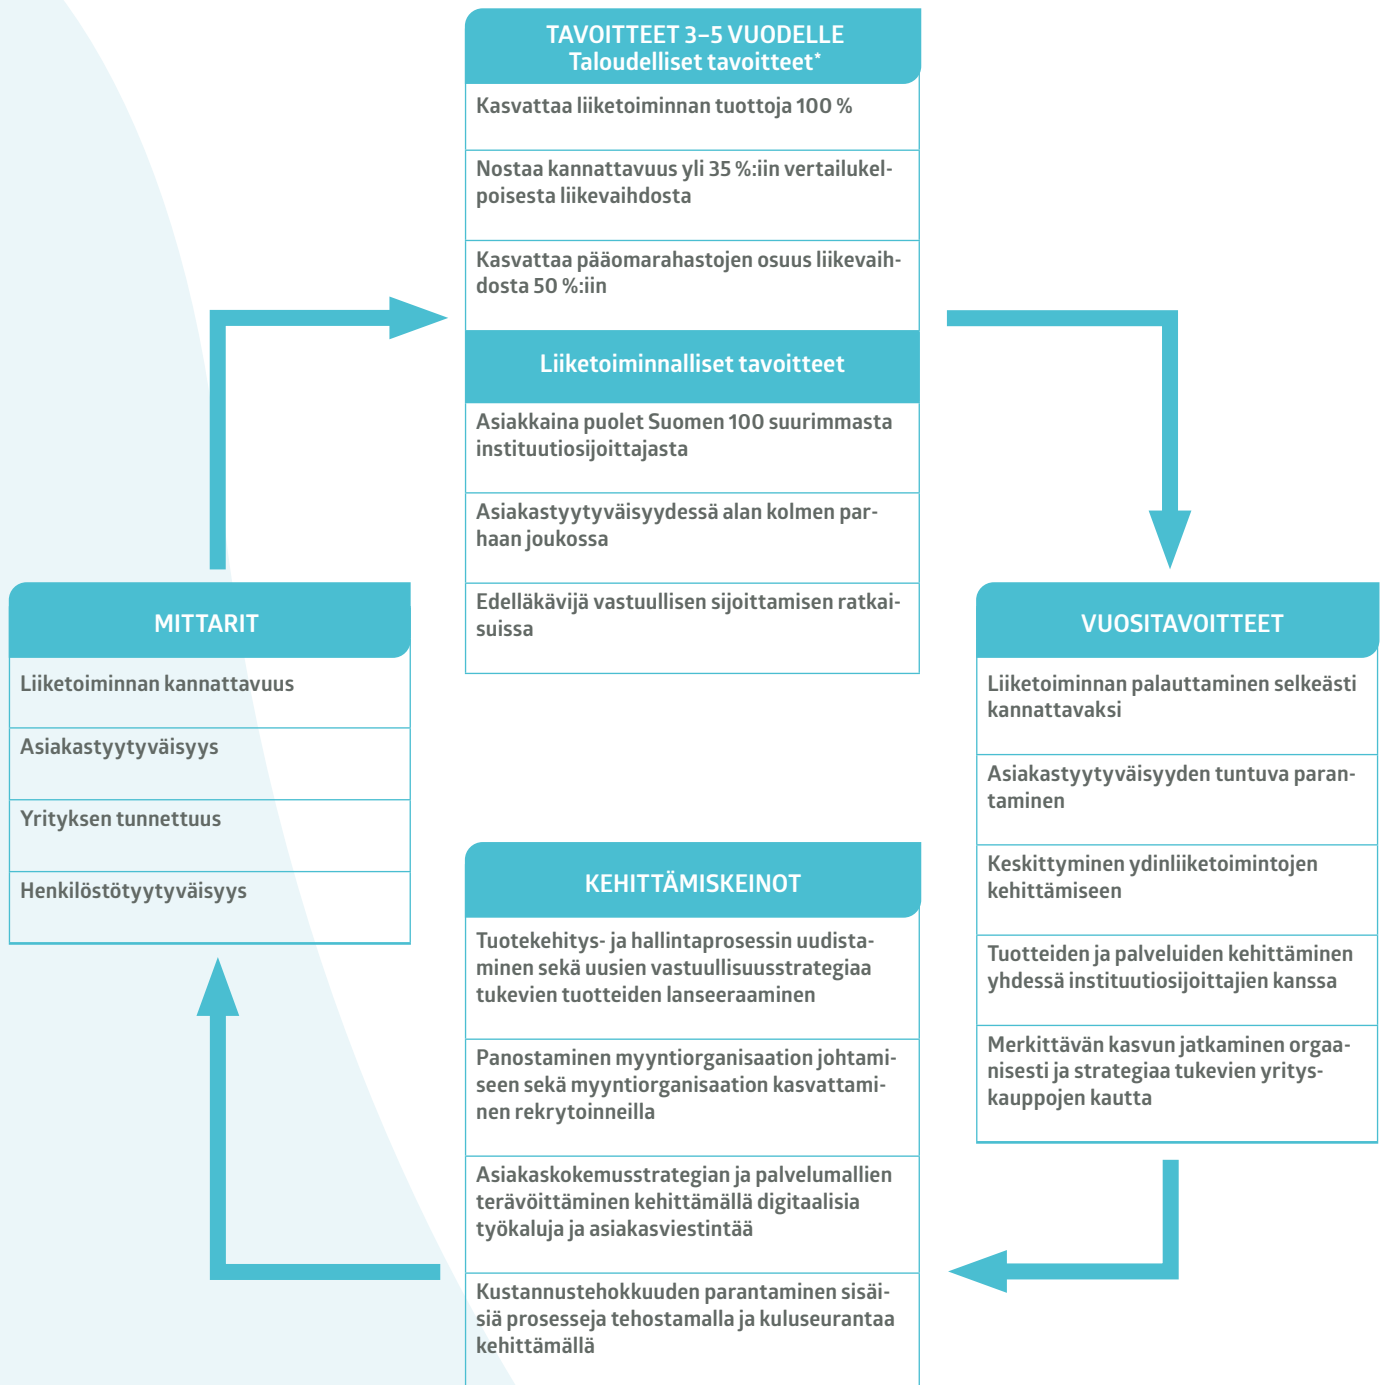 TAVOITTEET 3–5 VUODELLE
Taloudelliset tavoitteet*
Kasvattaa liiketoiminnan tuottoja 100 %
Nostaa kannattavuus yli 35 %:iin vertailukel-
poisesta liikevaihdosta
Kasvattaa pääomarahastojen osuus liikevaih-
dosta 50 %:iin
Liiketoiminnalliset tavoitteet
Asiakkaina puolet Suomen 100 suurimmasta
instituutiosijoittajasta
Asiakastyytyväisyydessä alan kolmen par-
haan joukossa
Edelläkävijä vastuullisen sijoittamisen ratkai-
suissa
VUOSITAVOITTEET
Liiketoiminnan palauttaminen selkeästi
kannattavaksi
Asiakastyytyväisyyden tuntuva paran-
taminen
Keskittyminen ydinliiketoimintojen
kehittämiseen
Tuotteiden ja palveluiden kehittäminen
yhdessä instituutiosijoittajien kanssa
Merkittävän kasvun jatkaminen orgaa-
nisesti ja strategiaa tukevien yritys-
kauppojen kautta
KEHITTÄMISKEINOT
Tuotekehitys- ja hallintaprosessin uudista-
minen sekä uusien vastuullisuusstrategiaa
tukevien tuotteiden lanseeraaminen
Panostaminen myyntiorganisaation johtami-
seen sekä myyntiorganisaation kasvattami-
nen rekrytoinneilla
Asiakaskokemusstrategian ja palvelumallien
terävöittäminen kehittämällä digitaalisia
työkaluja ja asiakasviestintää
Kustannustehokkuuden parantaminen sisäi-
siä prosesseja tehostamalla ja kuluseurantaa
kehittämällä
MITTARIT
Liiketoiminnan kannattavuus
Asiakastyytyväisyys
Yrityksen tunnettuus
Henkilöstötyytyväisyys